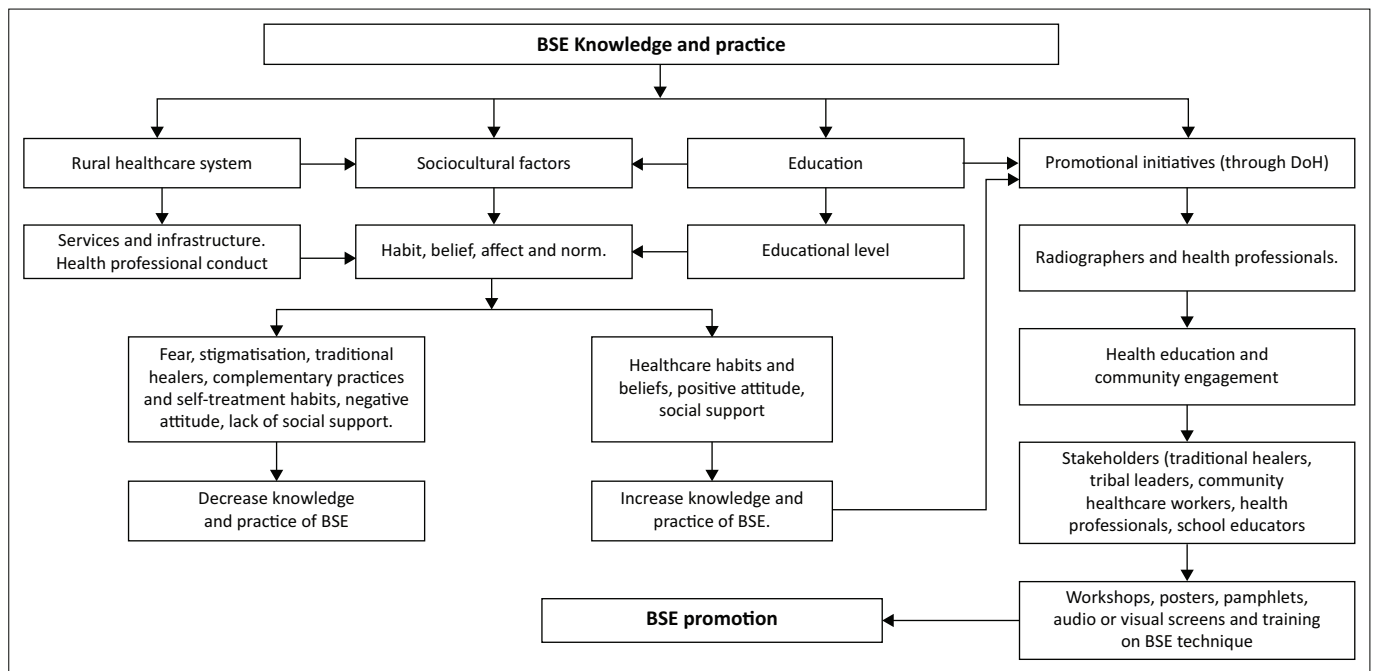 BSE Knowledge and practice
Rural healthcare system
Sociocultural factors
Education
Promotional initiatives (through DoH)
Services and infrastructure.
Health professional conduct
Habit, belief, affect and norm.
Educational level
Radiographers and health professionals.
Fear, stigmatisation, traditional
healers, complementary practices
and self-treatment habits, negative
attitude, lack of social support.
Healthcare habits and
beliefs, positive attitude,
social support
Health education and
community engagement
Decrease knowledge
and practice of BSE
Increase knowledge and
practice of BSE.
Stakeholders (traditional healers,
tribal leaders, community
healthcare workers, health
professionals, school educators
BSE promotion
Workshops, posters, pamphlets,
audio or visual screens and training
on BSE technique